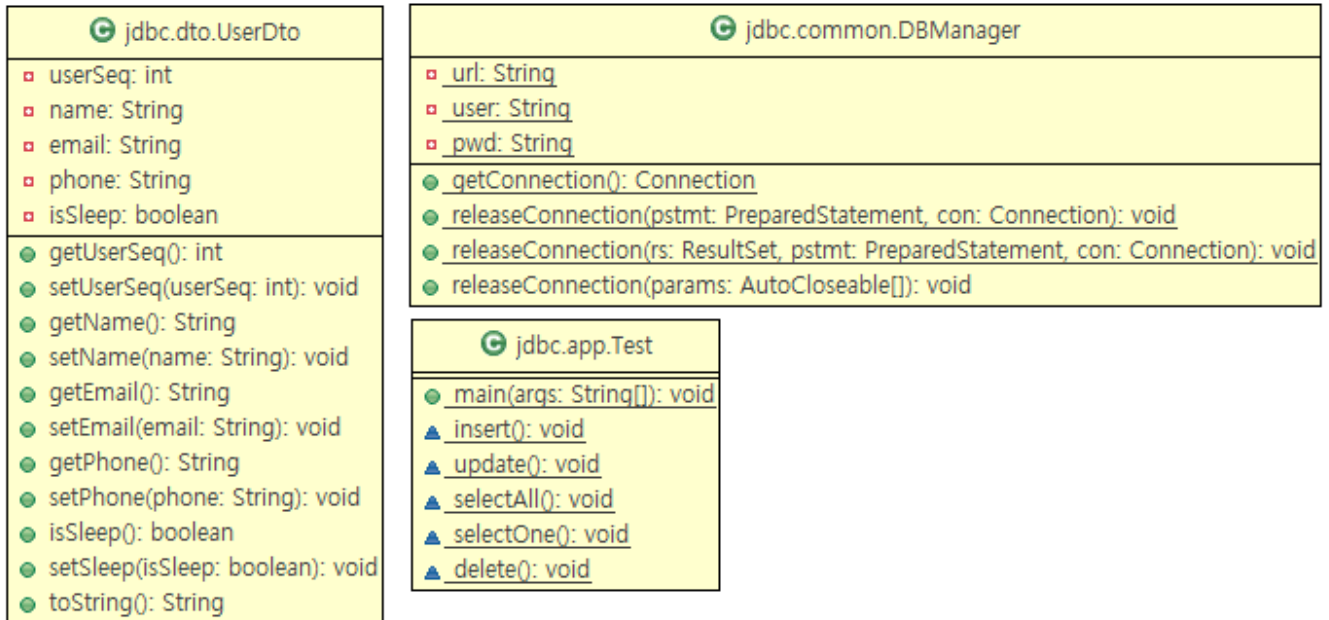 jdbc.dto.UserDto
userSeq: int
name: String
email: String
phone: String
isSleep: boolean
getUserSeq(): int
setUserSeq(userSeq: int): void
getName(): String
setName(name: String): void
getEmail(): String
setEmail(email: String): void
getPhone(): String
setPhone(phone: String): void
isSleep(): boolean
setSleep(isSleep: boolean): void
toString(): String
jdbc.common.DBManager
url: String
user: String
pwd: String
getConnection(): Connection
releaseConnection(pstmt: PreparedStatement, con: Connection): void
releaseConnection(rs: ResultSet, pstmt: PreparedStatement, con: Connection): void
releaseConnection(params: AutoCloseable[]): void
jdbc.app.Test
main(args: String[]): void
insert(): void
update(): void
selectAll(): void
selectOne(): void
delete(): void